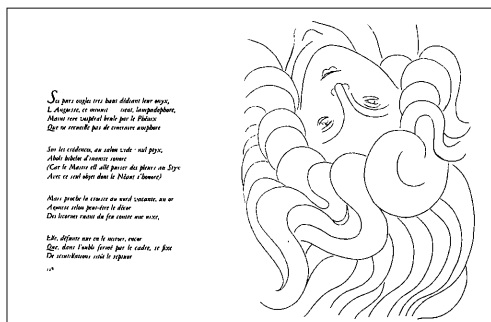 Ses purs ongles très haut dédiant leur onyx,
L'Angoisse, ce minuit, lampadophore,
Maint rêve vespéral brûlé par le Phénix
Que ne recueille pas de cinéraire amphore
Sur les crédences, au salon vide : nul ptyx,
Aboli bibelot d'inanité sonore
(Car le Maître est allé puiser des pleurs au Styx
Avec ce seul objet dont le Néant s'honore)
Mais proche la croisée au nord vacante, un or
Agonise selon peut-être le décor
Des licornes ruant du feu contre une nixe,
Elle, défunte nue en le miroir, encor
Que, dans l'oubli fermé par le cadre, se fixe
De scintillations sitôt le septuor